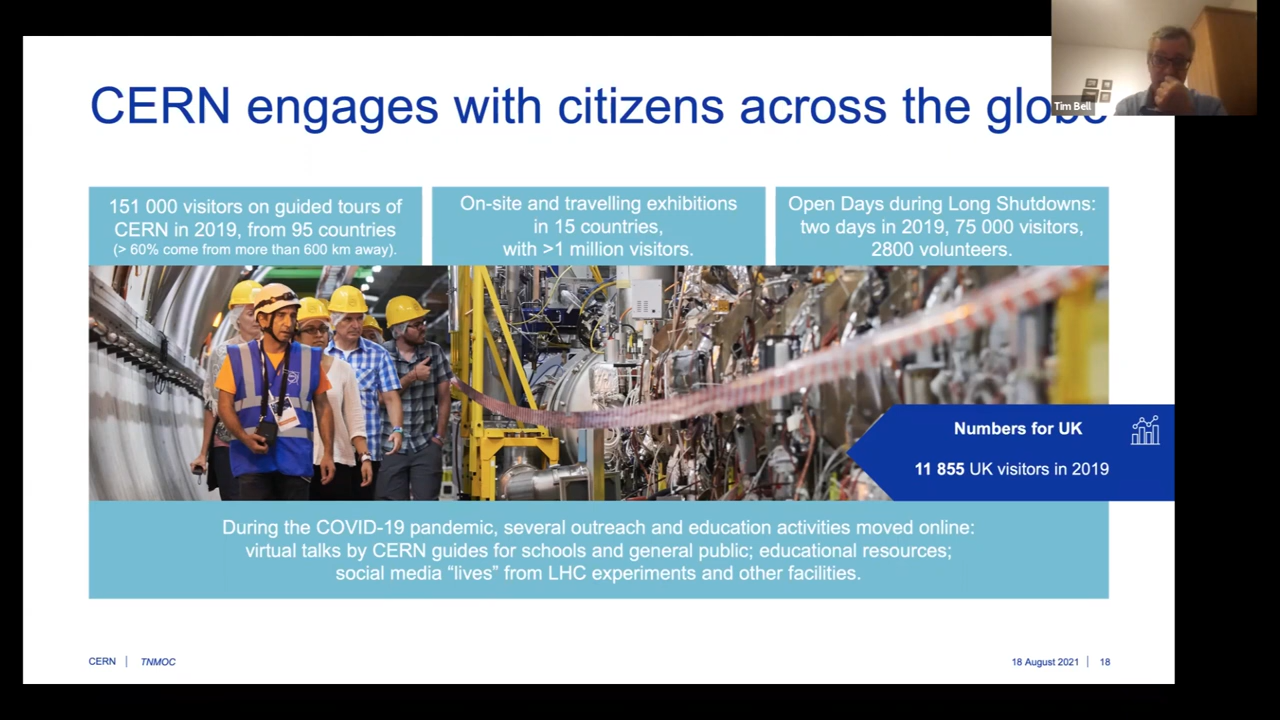 CERN engages with citizens across the globe
Tim Bell
151 000 visitors on guided tours of
CERN in 2019, from 95 countries
(> 60% come from more than 600 km away).
On-site and travelling exhibitions
in 15 countries,
with >1 million visitors.
Open Days during Long Shutdowns:
two days in 2019, 75 000 visitors,
2800 volunteers.
Numbers for UK
11 855 UK visitors in 2019
During the COVID-19 pandemic, several outreach and education activities moved online:
virtual talks by CERN guides for schools and general public; educational resources;
social media “lives” from LHC experiments and other facilities.
CERN | TNMOC
18 August 2021 | 18